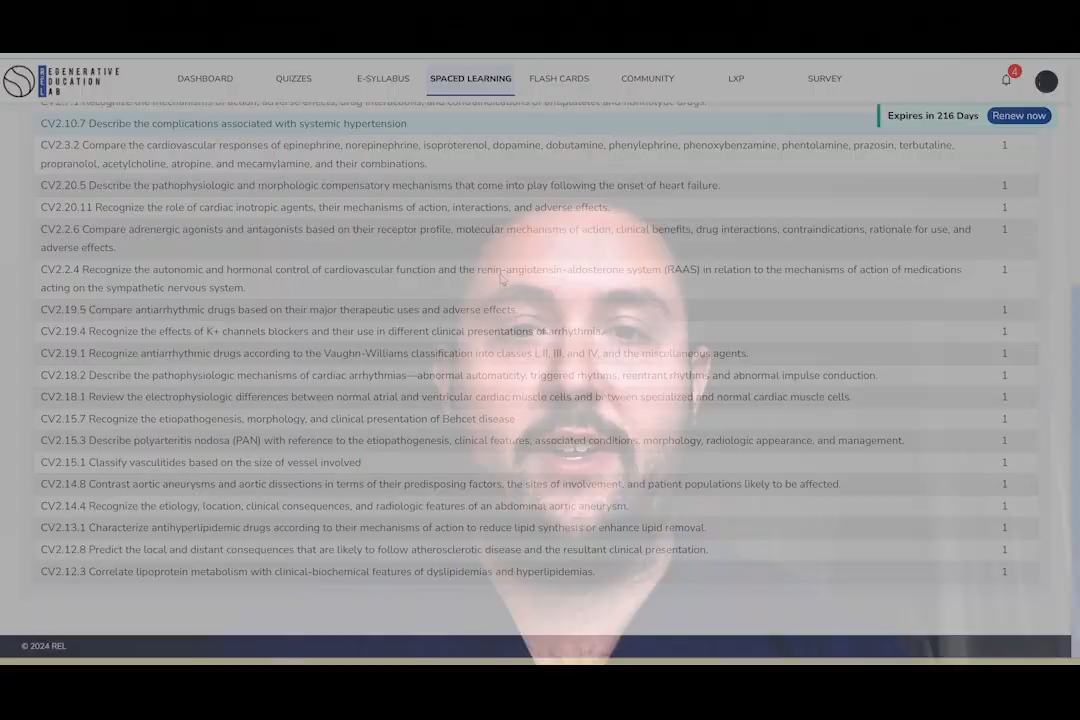 REGENERATIVE
EDUCATION
LAB
DASHBOARD QUIZZES E-SYLLABUS SPACED LEARNING FLASH CARDS COMMUNITY LXP SURVEY 4
Expires in 216 Days Renew now
CV2.7.1 Recognize the mechanisms of action, adverse effects, drug interactions, and contraindications of antiplatelet and
CV2.10.7 Describe the complications associated with systemic hypertension.
CV2.3.2 Compare the cardiovascular responses of epinephrine, norepinephrine, isoproterenol, dopamine, dobutamine, phenylephrine, phenoxybenzamine, phentolamine, prazosin, terbutaline, 1
propranolol, acetylcholine, atropine, and mecamylamine, and their combinations.
CV2.20.5 Describe the pathophysiologic and morphologic compensatory mechanisms that come into play following the onset of heart failure. 1
CV2.20.11 Recognize the role of cardiac inotropic agents, their mechanisms of action, interactions, and adverse effects. 1
CV2.2.6 Compare adrenergic agonists and antagonists based on their receptor profile, molecular mechanisms of action, clinical benefits, drug interactions, contraindications, rationale for use, and 1
adverse effects.
CV2.2.4 Recognize the autonomic and hormonal control of cardiovascular function and the renin-angiotensin-aldosterone system (RAAS) in relation to the mechanisms of action of medications 1
acting on the sympathetic nervous system.
CV2.19.5 Compare antiarrhythmic drugs based on their major therapeutic uses and adverse effects. 1
CV2.19.4 Recognize the effects of K+ channels blockers and their use in different clinical presentations of arrhythmia. 1
CV2.19.1 Recognize antiarrhythmic drugs according to the Vaughn-Williams classification into classes I, II, III, and IV, and the miscellaneous agents. 1
CV2.18.2 Describe the pathophysiologic mechanisms of cardiac arrhythmias—abnormal automaticity, triggered rhythms, reentrant rhythms and abnormal impulse conduction. 1
CV2.18.1 Review the electrophysiologic differences between normal atrial and ventricular cardiac muscle cells and between specialized and normal cardiac muscle cells. 1
CV2.15.7 Recognize the etiopathogenesis, morphology, and clinical presentation of Behcet disease 1
CV2.15.3 Describe polyarteritis nodosa (PAN) with reference to the etiopathogenesis, clinical features, associated conditions, morphology, radiologic appearance, and management. 1
CV2.15.1 Classify vasculitides based on the size of vessel involved 1
CV2.14.8 Contrast aortic aneurysms and aortic dissections in terms of their predisposing factors, the sites of involvement, and patient populations likely to be affected. 1
CV2.14.4 Recognize the etiology, location, clinical consequences, and radiologic features of an abdominal aortic aneurysm. 1
CV2.13.1 Characterize antihyperlipidemic drugs according to their mechanisms of action to reduce lipid synthesis or enhance lipid removal. 1
CV2.12.8 Predict the local and distant consequences that are likely to follow atherosclerotic disease and the resultant clinical presentation. 1
CV2.12.3 Correlate lipoprotein metabolism with clinical-biochemical features of dyslipidemias and hyperlipidemias. 1
© 2024 REL